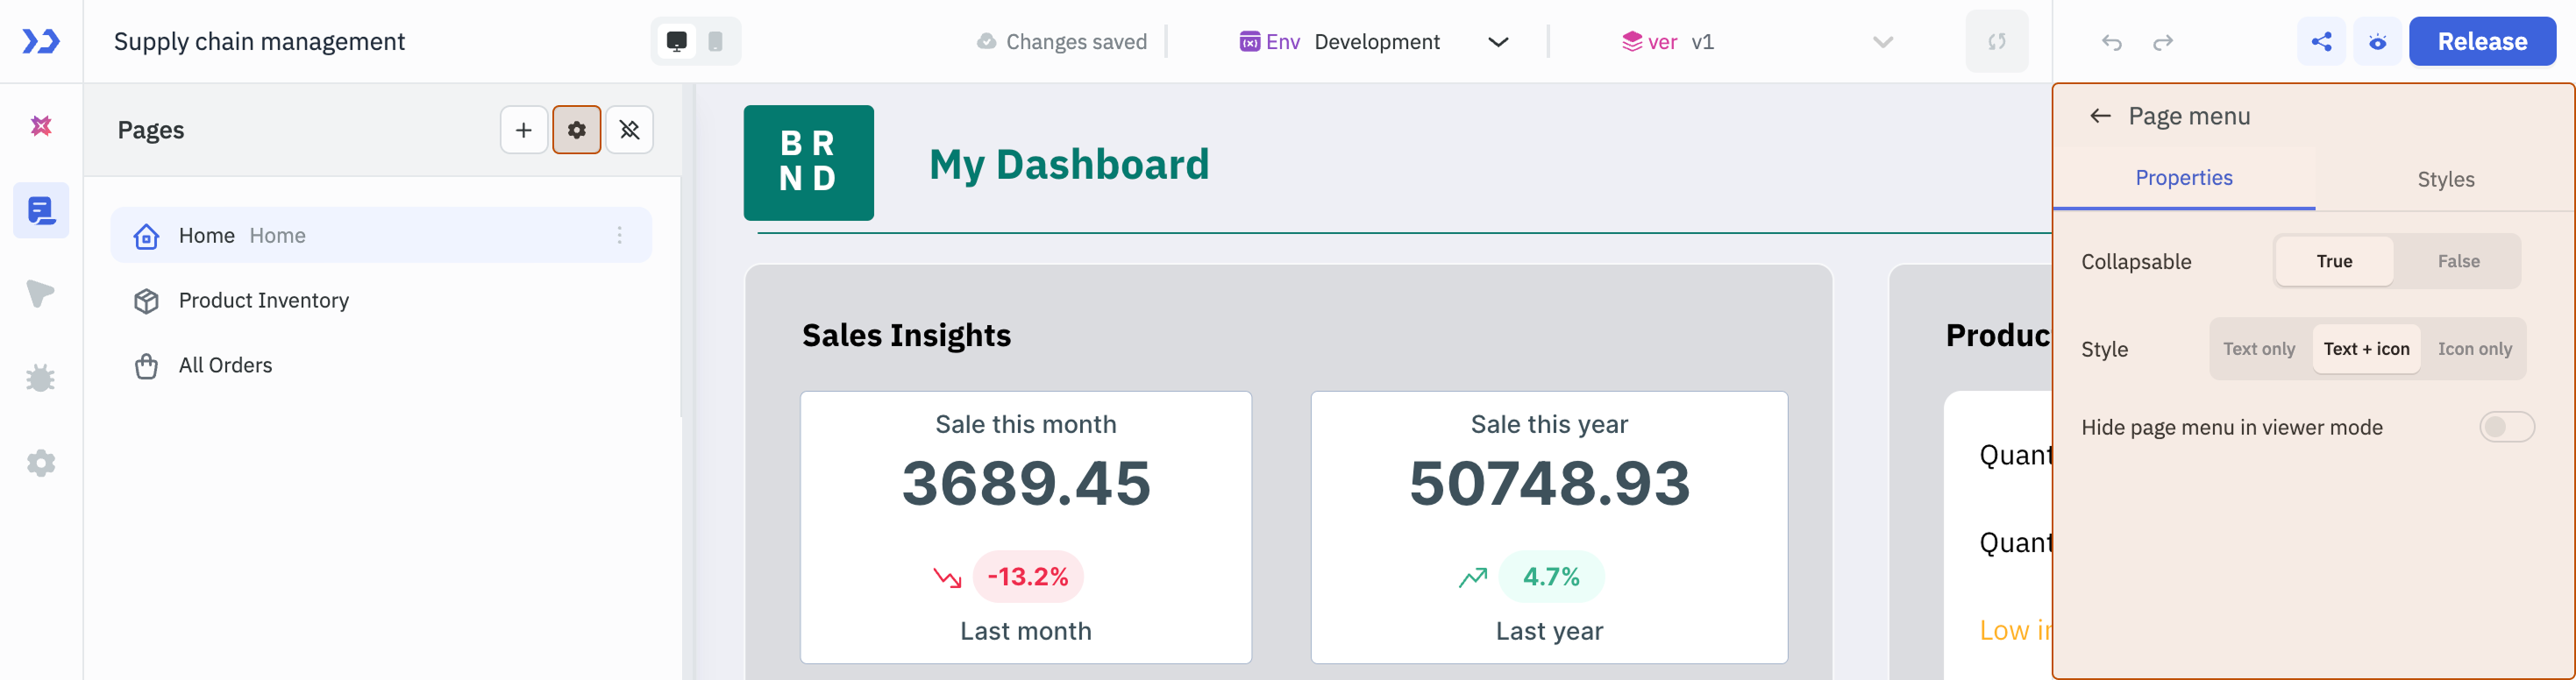 Supply chain management
Changes saved
Env Development
ver v1
Release
Pages
Home Home
Product Inventory
All Orders
BR
ND
My Dashboard
Sales Insights
Sale this month
3689.45
-13.2%
Last month
Sale this year
50748.93
4.7%
Last year
Produc
Quant
Quant
Low in
Page menu
Properties
Styles
Collapsable
True
False
Style
Text only
Text + icon
Icon only
Hide page menu in viewer mode